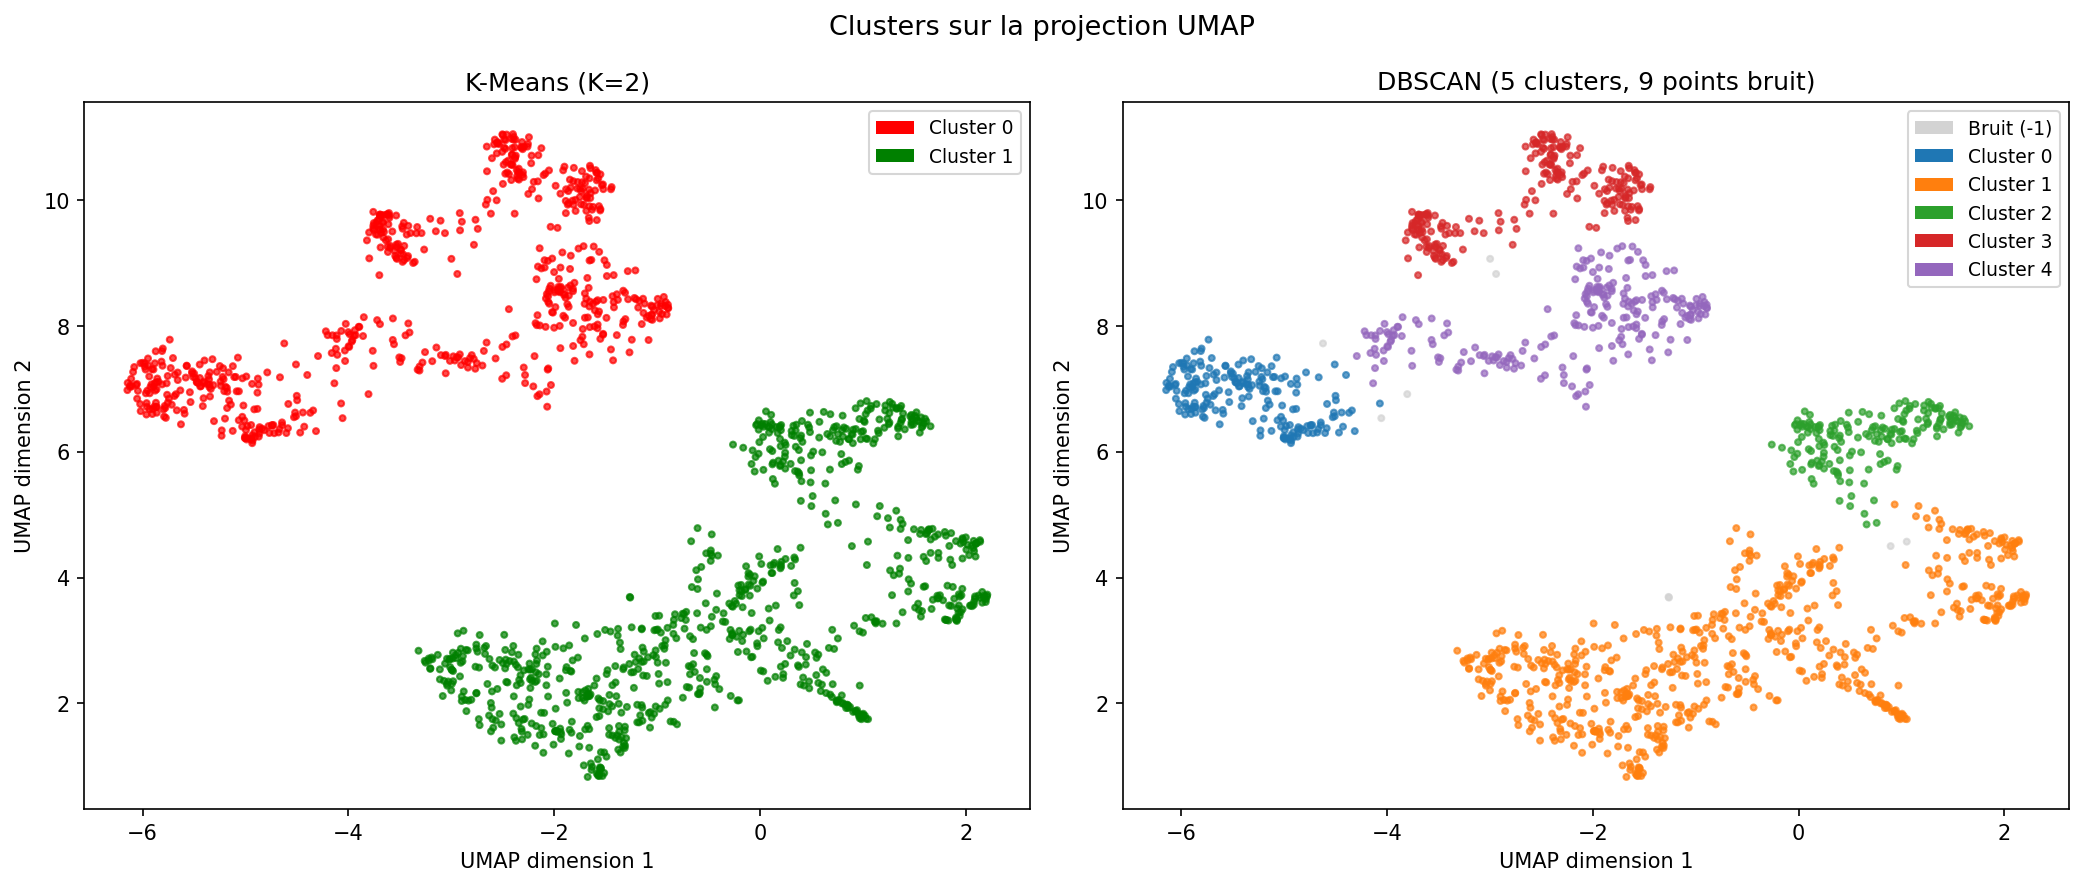 Clusters sur la projection UMAP
K-Means (K=2)
Cluster 0
Cluster 1
10
8
6
4
2
UMAP dimension 2
−6
−4
−2
0
2
UMAP dimension 1
DBSCAN (5 clusters, 9 points bruit)
Bruit (-1)
Cluster 0
Cluster 1
Cluster 2
Cluster 3
Cluster 4
10
8
6
4
2
UMAP dimension 2
−6
−4
−2
0
2
UMAP dimension 1